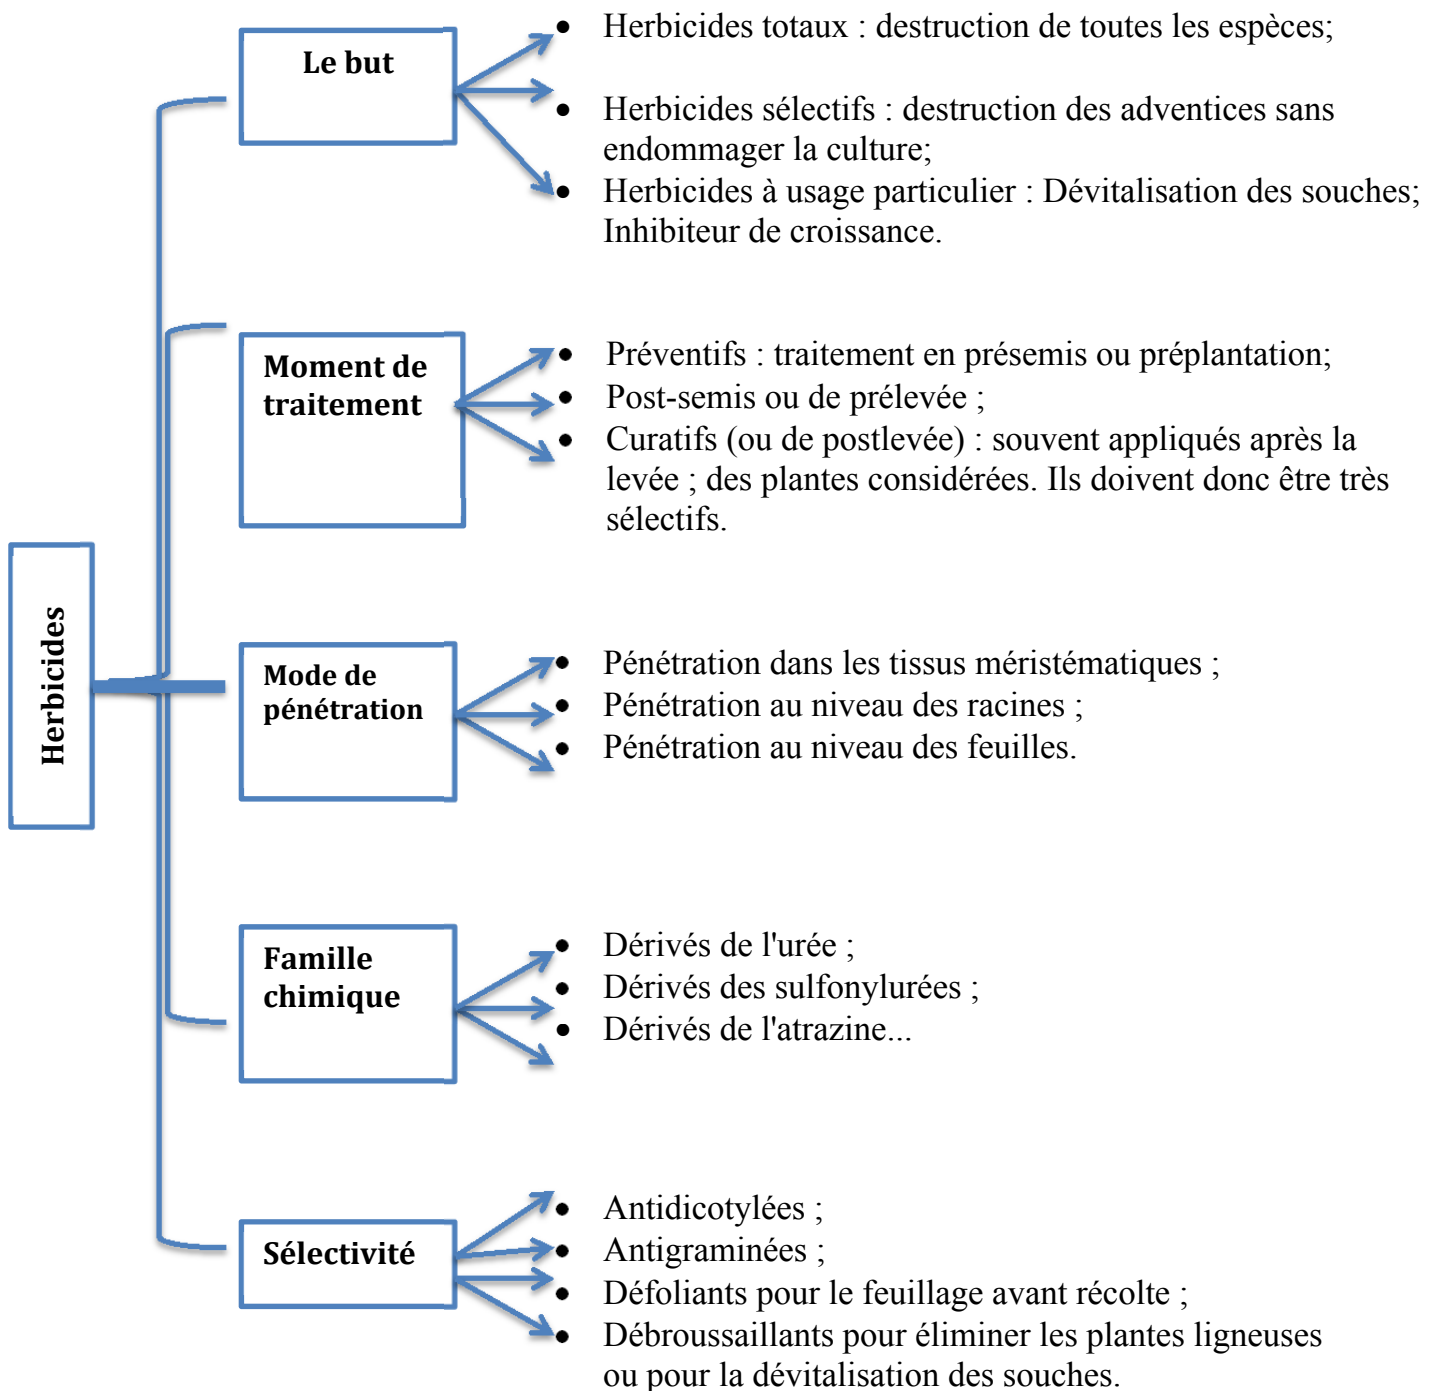 Herbicides
Le but
Herbicides totaux : destruction de toutes les espèces;
Herbicides sélectifs : destruction des adventices sans
endommager la culture;
Herbicides à usage particulier : Dévitalisation des souches;
Inhibiteur de croissance.
Moment de
traitement
Préventifs : traitement en présemis ou préplantation;
Post-semis ou de prélevée ;
Curatifs (ou de postlevée) : souvent appliqués après la
levée ; des plantes considérées. Ils doivent donc être très
sélectifs.
Mode de
pénétration
Pénétration dans les tissus méristématiques ;
Pénétration au niveau des racines ;
Pénétration au niveau des feuilles.
Famille
chimique
Dérivés de l'urée ;
Dérivés des sulfonylurées ;
Dérivés de l'atrazine...
Sélectivité
Antidicotylées ;
Antigraminées ;
Défoliants pour le feuillage avant récolte ;
Débroussaillants pour éliminer les plantes ligneuses
ou pour la dévitalisation des souches.